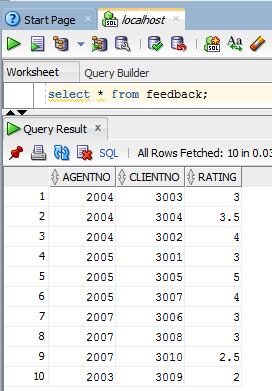 Start Page localhost
SQL
Worksheet Query Builder
select * from feedback;
Query Result
SQL All Rows Fetched: 10 in 0.03
AGENTNO CLIENTNO RATING
1 2004 3003 3
2 2004 3004 3.5
3 2004 3002 4
4 2005 3001 3
5 2005 3005 5
6 2005 3007 4
7 2007 3006 3
8 2007 3008 3
9 2007 3010 2.5
10 2003 3009 2